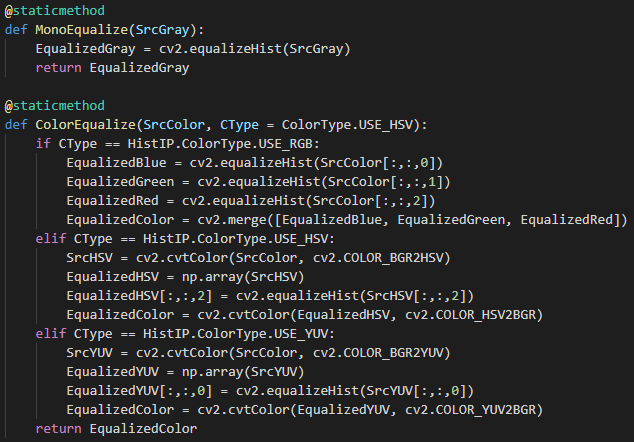 @staticmethod
def MonoEqualize(SrcGray):
    EqualizedGray = cv2.equalizeHist(SrcGray)
    return EqualizedGray

@staticmethod
def ColorEqualize(SrcColor, CType = ColorType.USE_HSV):
    if CType == HistIP.ColorType.USE_RGB:
        EqualizedBlue = cv2.equalizeHist(SrcColor[:,:,0])
        EqualizedGreen = cv2.equalizeHist(SrcColor[:,:,1])
        EqualizedRed = cv2.equalizeHist(SrcColor[:,:,2])
        EqualizedColor = cv2.merge([EqualizedBlue, EqualizedGreen, EqualizedRed])
    elif CType == HistIP.ColorType.USE_HSV:
        SrcHSV = cv2.cvtColor(SrcColor, cv2.COLOR_BGR2HSV)
        EqualizedHSV = np.array(SrcHSV)
        EqualizedHSV[:,:,2] = cv2.equalizeHist(SrcHSV[:,:,2])
        EqualizedColor = cv2.cvtColor(EqualizedHSV, cv2.COLOR_HSV2BGR)
    elif CType == HistIP.ColorType.USE_YUV:
        SrcYUV = cv2.cvtColor(SrcColor, cv2.COLOR_BGR2YUV)
        EqualizedYUV = np.array(SrcYUV)
        EqualizedYUV[:,:,0] = cv2.equalizeHist(SrcYUV[:,:,0])
        EqualizedColor = cv2.cvtColor(EqualizedYUV, cv2.COLOR_YUV2BGR)
    return EqualizedColor